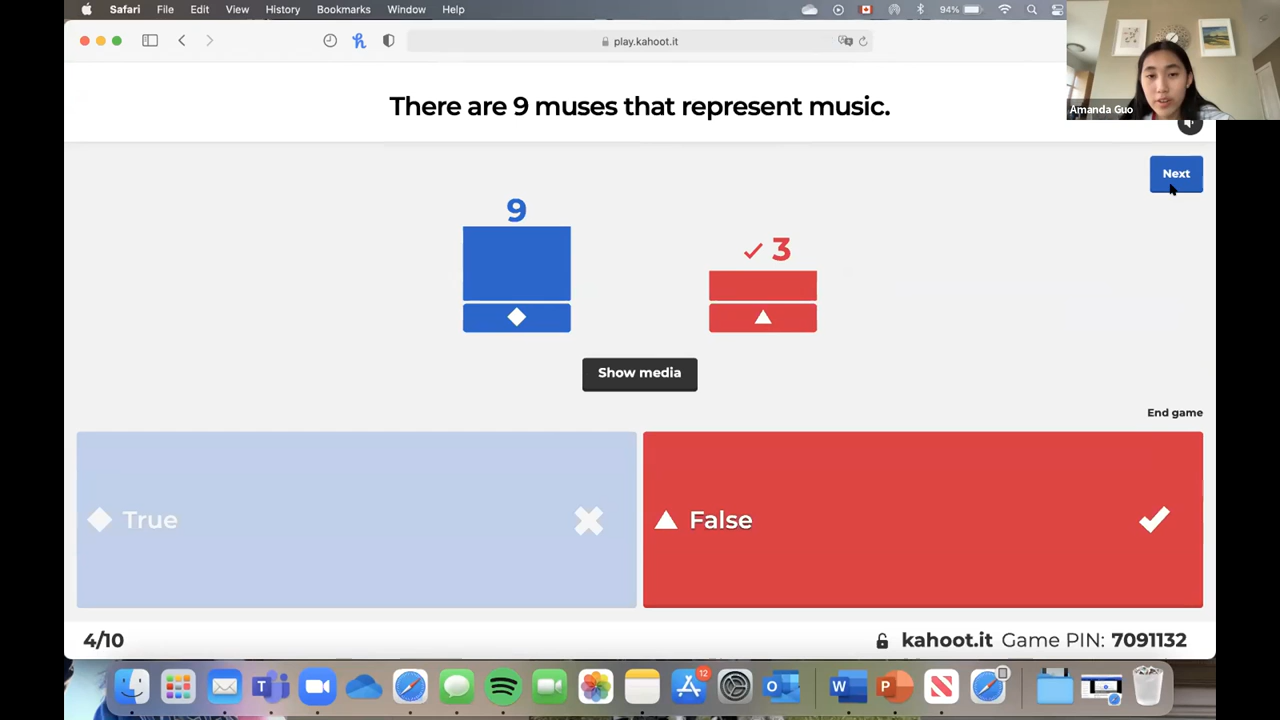 Safari File Edit View History Bookmarks Window Help 94%
play.kahoot.it
Amanda Guo
There are 9 muses that represent music.
Next
9
3
Show media
End game
True
False
4/10
kahoot.it Game PIN: 7091132
12